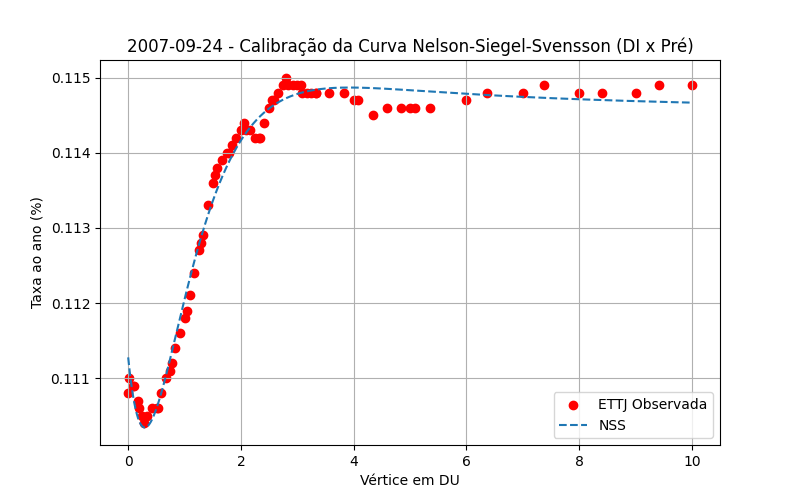 2007-09-24 - Calibração da Curva Nelson-Siegel-Svensson (DI x Pré)
Taxa ao ano (%)
0.115
0.114
0.113
0.112
0.111
0 2 4 6 8 10
Vértice em DU
ETTJ Observada
NSS